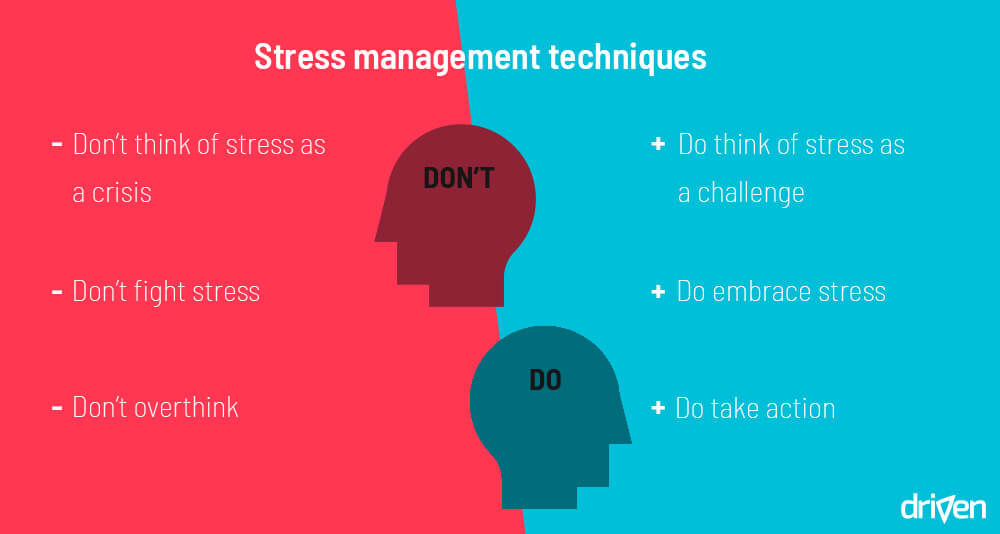 Stress management techniques
- Don't think of stress as
a crisis
- Don't fight stress
- Don't overthink
DON'T
DO
+ Do think of stress as
a challenge
+ Do embrace stress
+ Do take action
driven